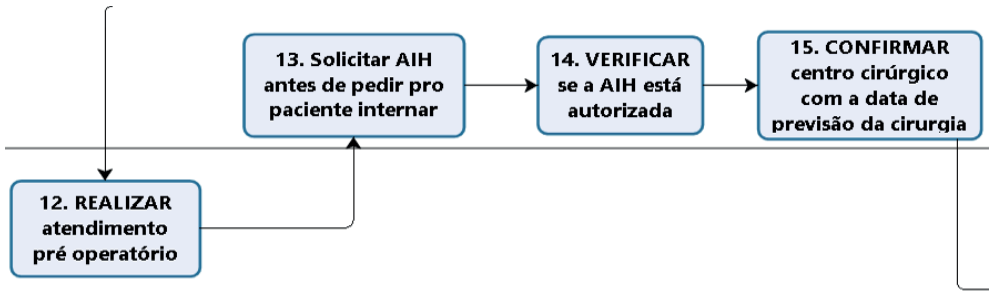 13. Solicitar AIH
antes de pedir pro
paciente internar
14. VERIFICAR
se a AIH está
autorizada
15. CONFIRMAR
centro cirúrgico
com a data de
previsão da cirurgia
12. REALIZAR
atendimento
pré operatório